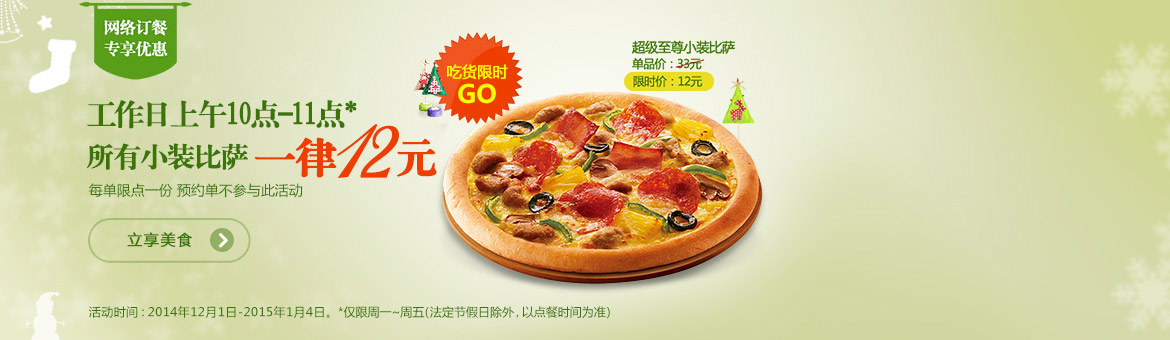 网络订餐
专享优惠
工作日上午10点-11点*
所有小装比萨 一律12元
每单限点一份 预约单不参与此活动
立享美食
吃货限时
GO
超级至尊小装比萨
单品价：33元
限时价：12元
活动时间：2014年12月1日-2015年1月4日。*仅限周一~周五(法定节假日除外，以点餐时间为准)